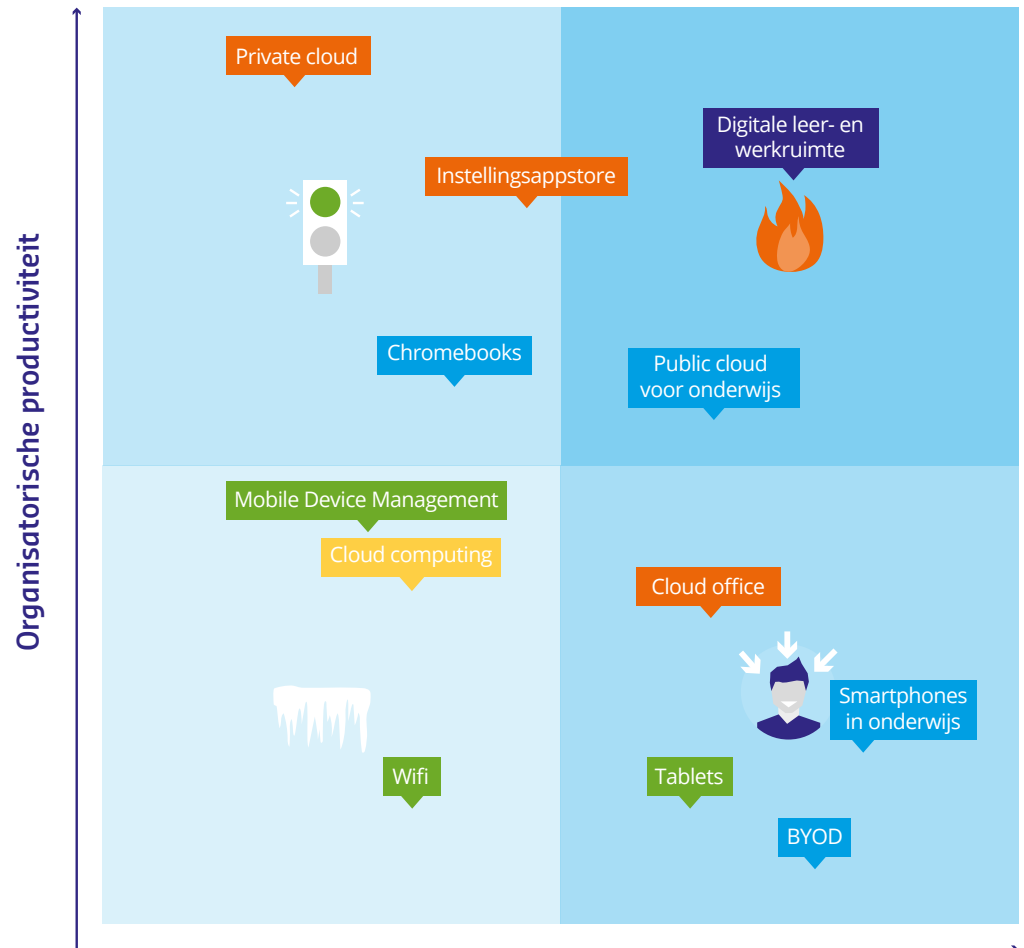 Organisatorische productiviteit
Private cloud
Digitale leer- en
werkruimte
Instellingsappstore
Chromebooks
Public cloud
voor onderwijs
Mobile Device Management
Cloud computing
Cloud office
Smartphones
in onderwijs
Wifi
Tablets
BYOD